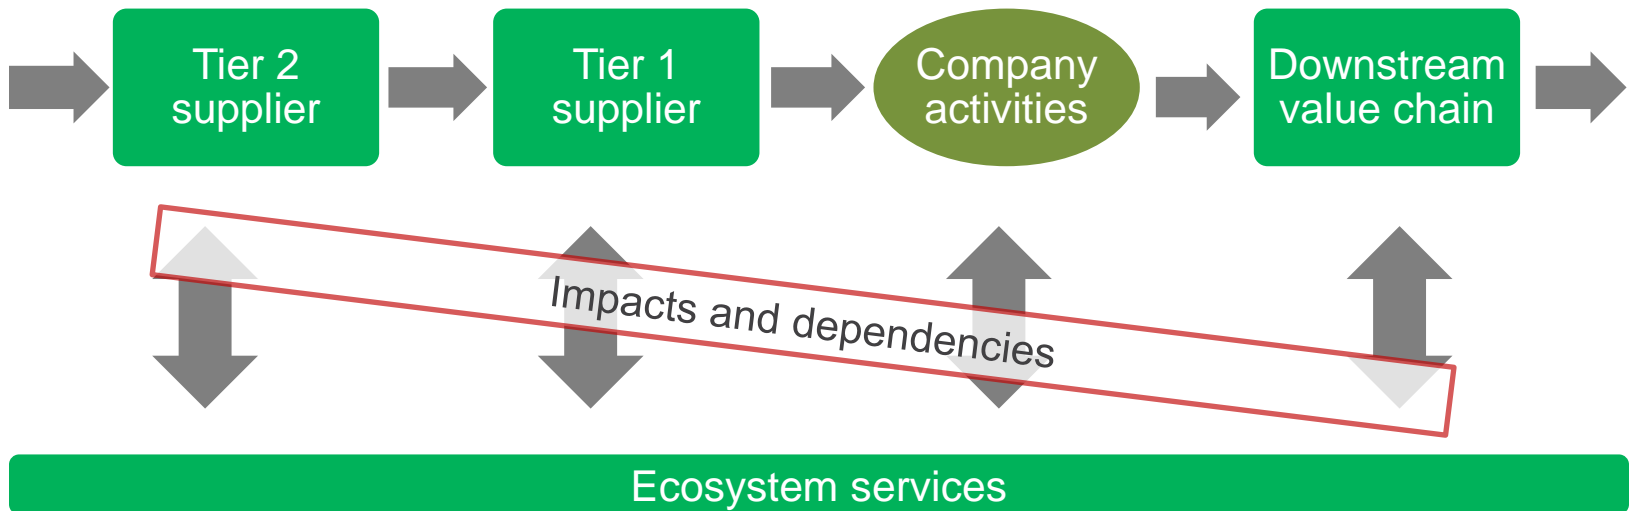 Tier 2
supplier
Tier 1
supplier
Company
activities
Downstream
value chain
Impacts and dependencies
Ecosystem services